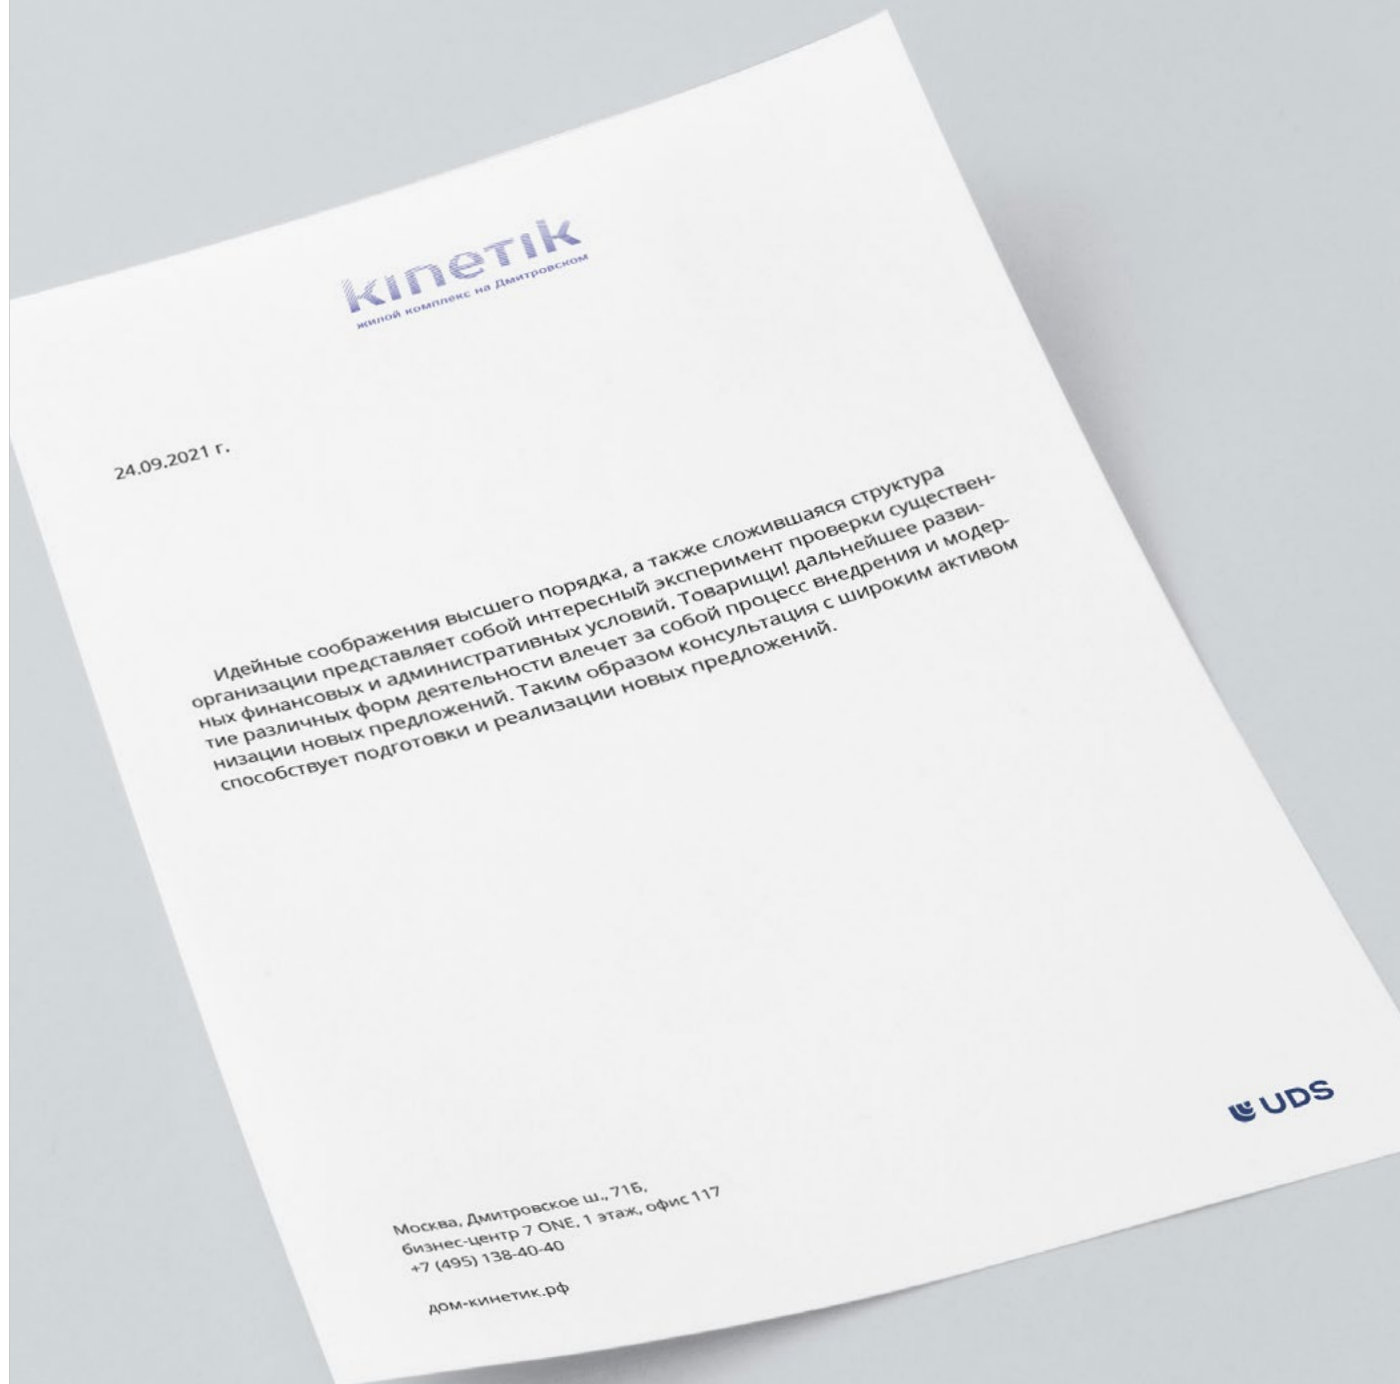 kinetik
жилой комплекс на Дмитровском
24.09.2021 г.
Идейные соображения высшего порядка, а также сложившаяся структура
организации представляет собой интересный эксперимент проверки существен-
ных финансовых и административных условий. Товарищи! дальнейшее разви-
тие различных форм деятельности влечет за собой процесс внедрения и модер-
низации новых предложений. Таким образом консультация с широким активом
способствует подготовки и реализации новых предложений.
UDS
Москва, Дмитровское ш., 71Б,
бизнес-центр 7 ONE, 1 этаж, офис 117
+7 (495) 138-40-40
дом-кинетик.рф